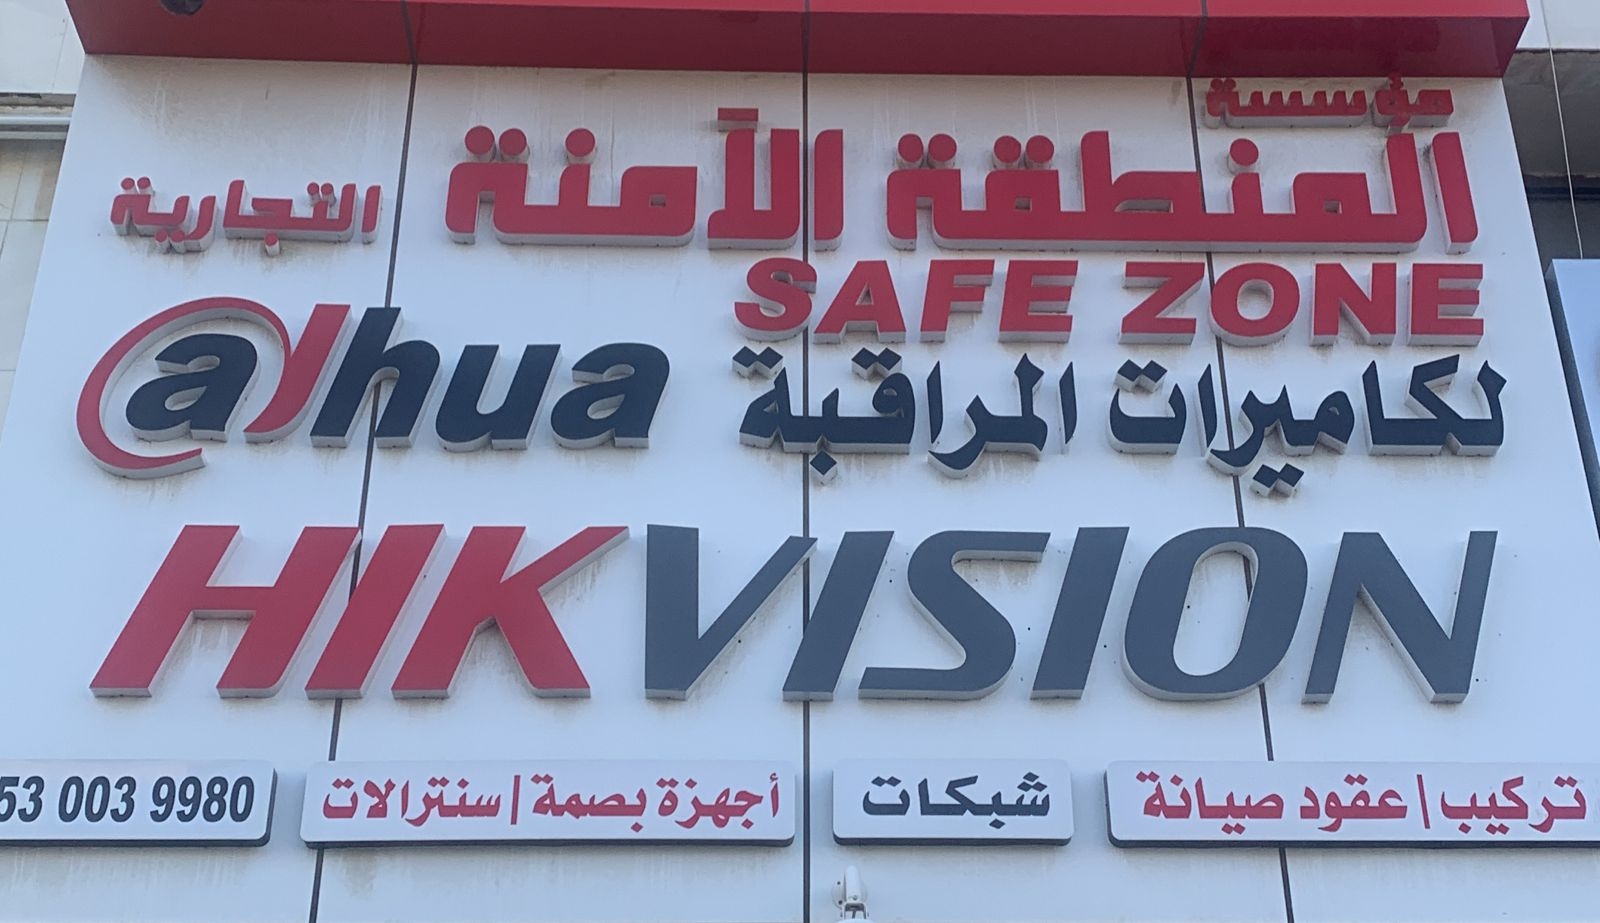 مؤسسة
المنطقة الآمنة التجارية
SAFE ZONE
لكاميرات المراقبة
alhua
HIKVISION
تركيب | عقود صيانة
شبكات
أجهزة بصمة | سنترالات
53 003 9980